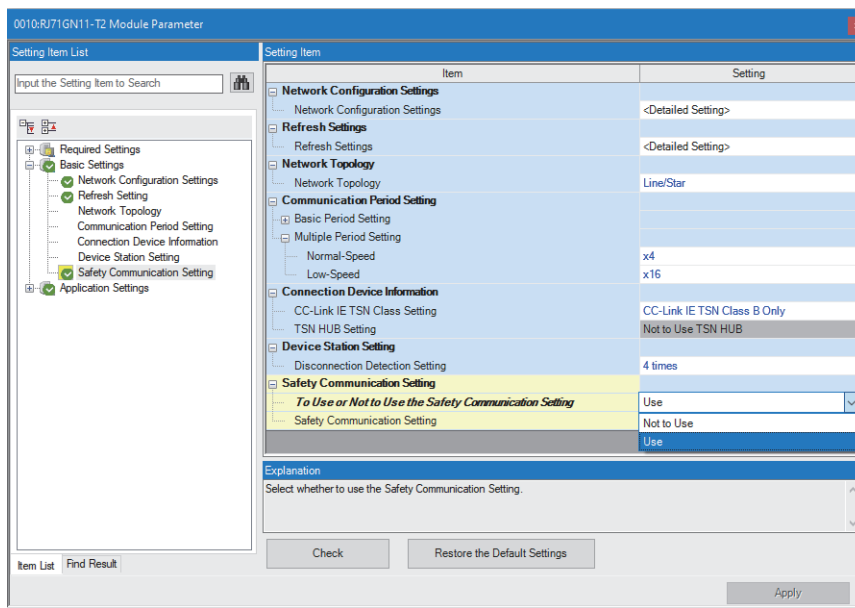 0010:RJ71GN11-T2 Module Parameter
Setting Item List
Input the Setting Item to Search
Required Settings
Basic Settings
Network Configuration Settings
Refresh Setting
Network Topology
Communication Period Setting
Connection Device Information
Device Station Setting
Safety Communication Setting
Application Settings
Item List Find Result
Setting Item
Item Setting
Network Configuration Settings
Network Configuration Settings <Detailed Setting>
Refresh Settings
Refresh Settings <Detailed Setting>
Network Topology
Network Topology Line/Star
Communication Period Setting
Basic Period Setting
Multiple Period Setting
Normal-Speed x4
Low-Speed x16
Connection Device Information
CC-Link IE TSN Class Setting CC-Link IE TSN Class B Only
TSN HUB Setting Not to Use TSN HUB
Device Station Setting
Disconnection Detection Setting 4 times
Safety Communication Setting
To Use or Not to Use the Safety Communication Setting Use
Safety Communication Setting Not to Use
Use
Explanation
Select whether to use the Safety Communication Setting.
Check Restore the Default Settings
Apply